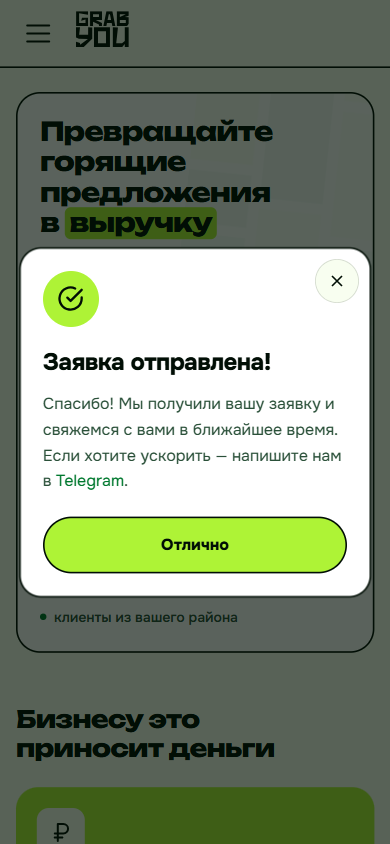 GRAB
YOU
Превращайте
горящие
предложения
в выручку
Заявка отправлена!
Спасибо! Мы получили вашу заявку и
свяжемся с вами в ближайшее время.
Если хотите ускорить — напишите нам
в Telegram.
Отлично
клиенты из вашего района
Бизнесу это
приносит деньги
₽